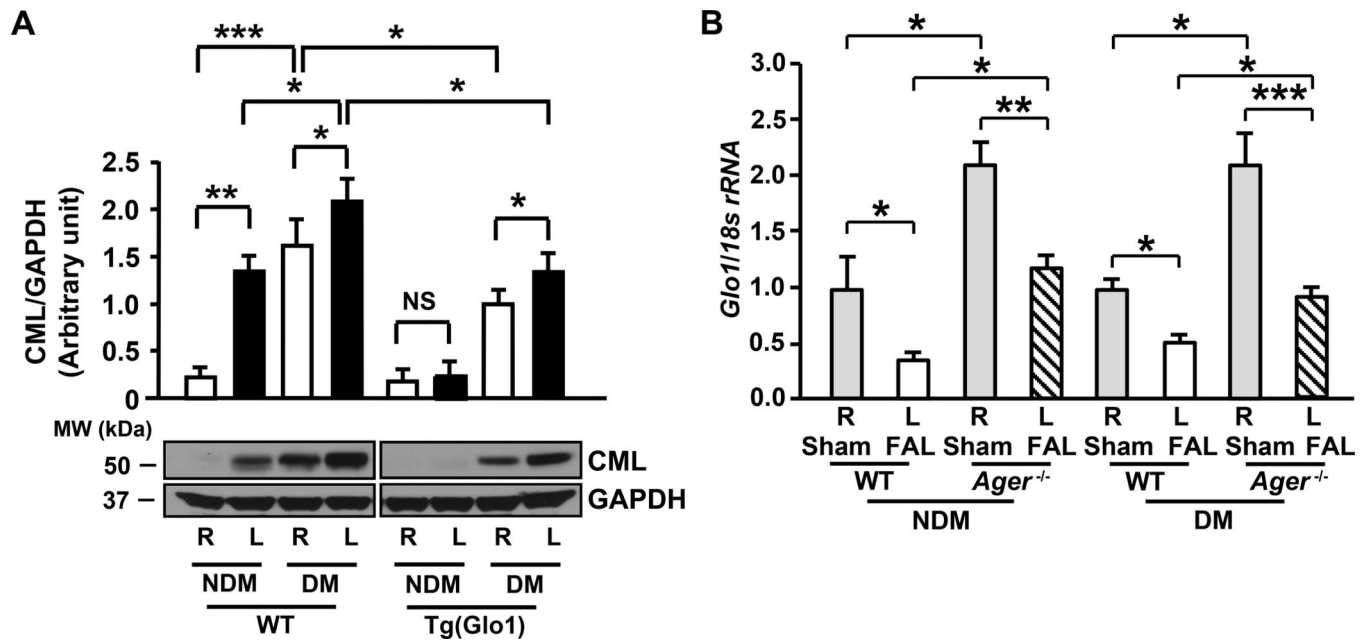 A
***
*
*
*
*
**
*
NS
CML/GAPDH
(Arbitrary unit)
2.5
2.0
1.5
1.0
0.5
0
MW (kDa)
50
37
CML
GAPDH
R L R L R L R L
NDM DM NDM DM
WT Tg(Glo1)
B
*
*
*
*
**
***
*
*
Glo1/18s rRNA
3.0
2.5
2.0
1.5
1.0
0.5
0.0
R L R L R L R L
Sham FAL Sham FAL Sham FAL Sham FAL
WT Ager -/- WT Ager -/-
NDM DM